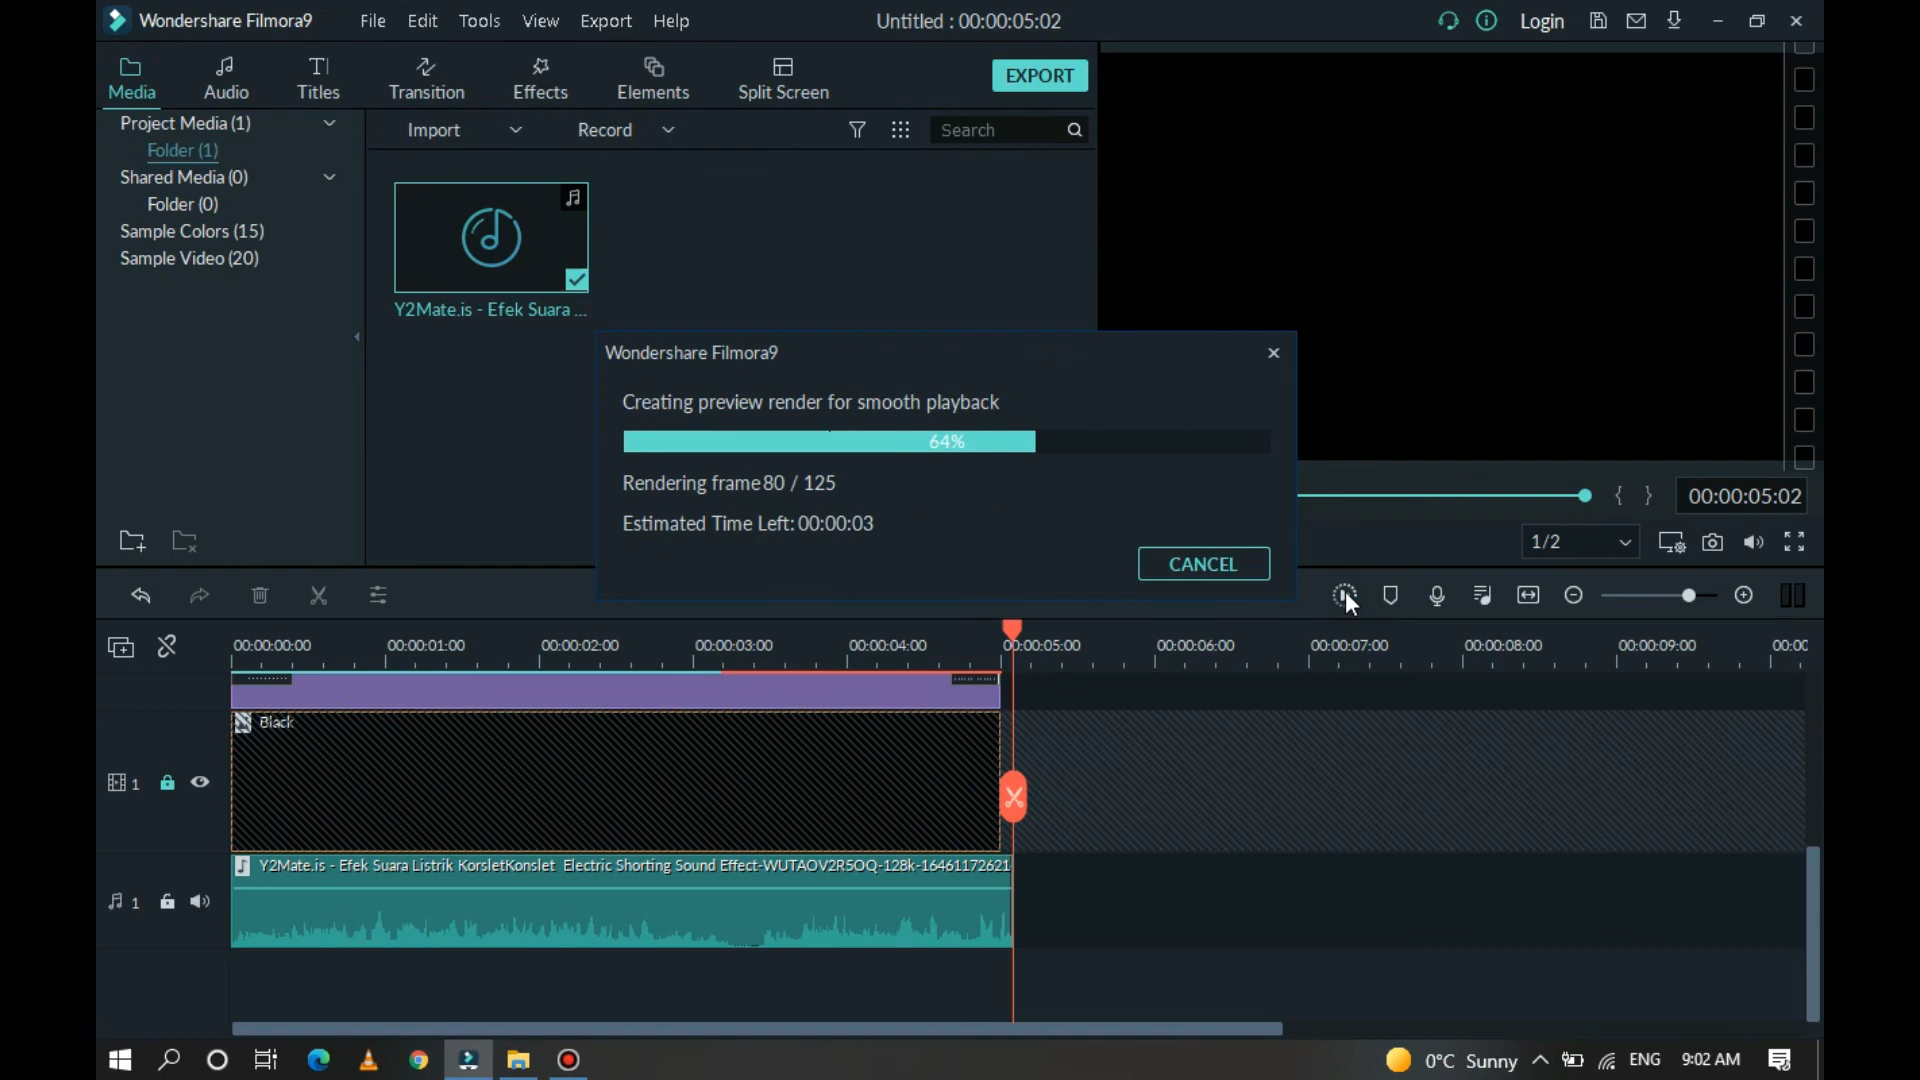 Wondershare Filmora9 File Edit Tools View Export Help Untitled : 00:00:05:02 Login
Media Audio Titles Transition Effects Elements Split Screen EXPORT
Project Media (1) Import Record Search
Folder (1)
Shared Media (0)
Folder (0)
Sample Colors (15)
Sample Video (20)
Y2Mate.is - Efek Suara ...
Wondershare Filmora9
Creating preview render for smooth playback
64%
Rendering frame 80 / 125
Estimated Time Left: 00:00:03
CANCEL
{ } 00:00:05:02
1/2
00:00:00:00 00:00:01:00 00:00:02:00 00:00:03:00 00:00:04:00 00:00:05:00 00:00:06:00 00:00:07:00 00:00:08:00 00:00:09:00 00:00
Black
1
Y2Mate.is - Efek Suara Listrik KorsletKonslet Electric Shorting Sound Effect-WUTAOV2R5OQ-128k-16461172621
1
0°C Sunny ENG 9:02 AM